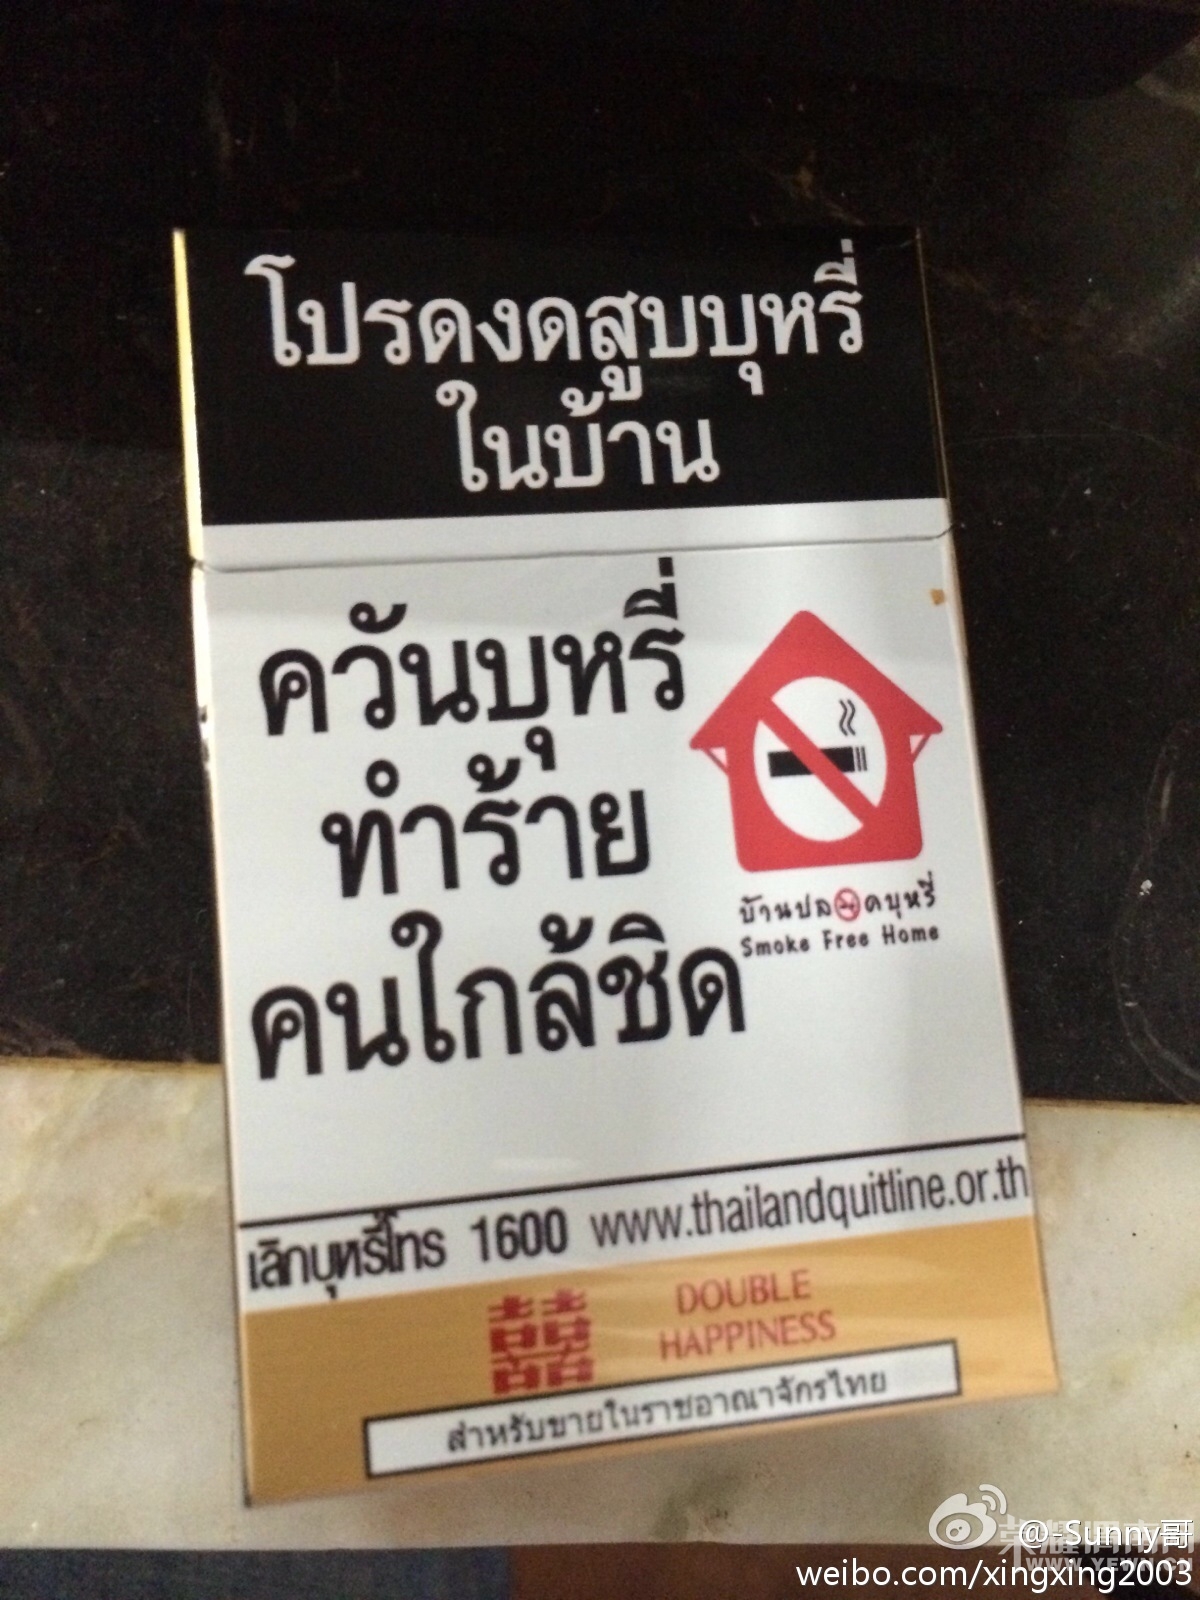 โปรดงดสูบบุหรี่
ในบ้าน
ควันบุหรี่
ทำร้าย
คนใกล้ชิด
บ้านปลอดบุหรี่
Smoke Free Home
เลิกบุหรี่โทร 1600 www.thailandquitline.or.th
囍 DOUBLE
HAPPINESS
สำหรับขายในราชอาณาจักรไทย
@-Sunny哥
WWW.YEWN.CN
weibo.com/xingxing2003